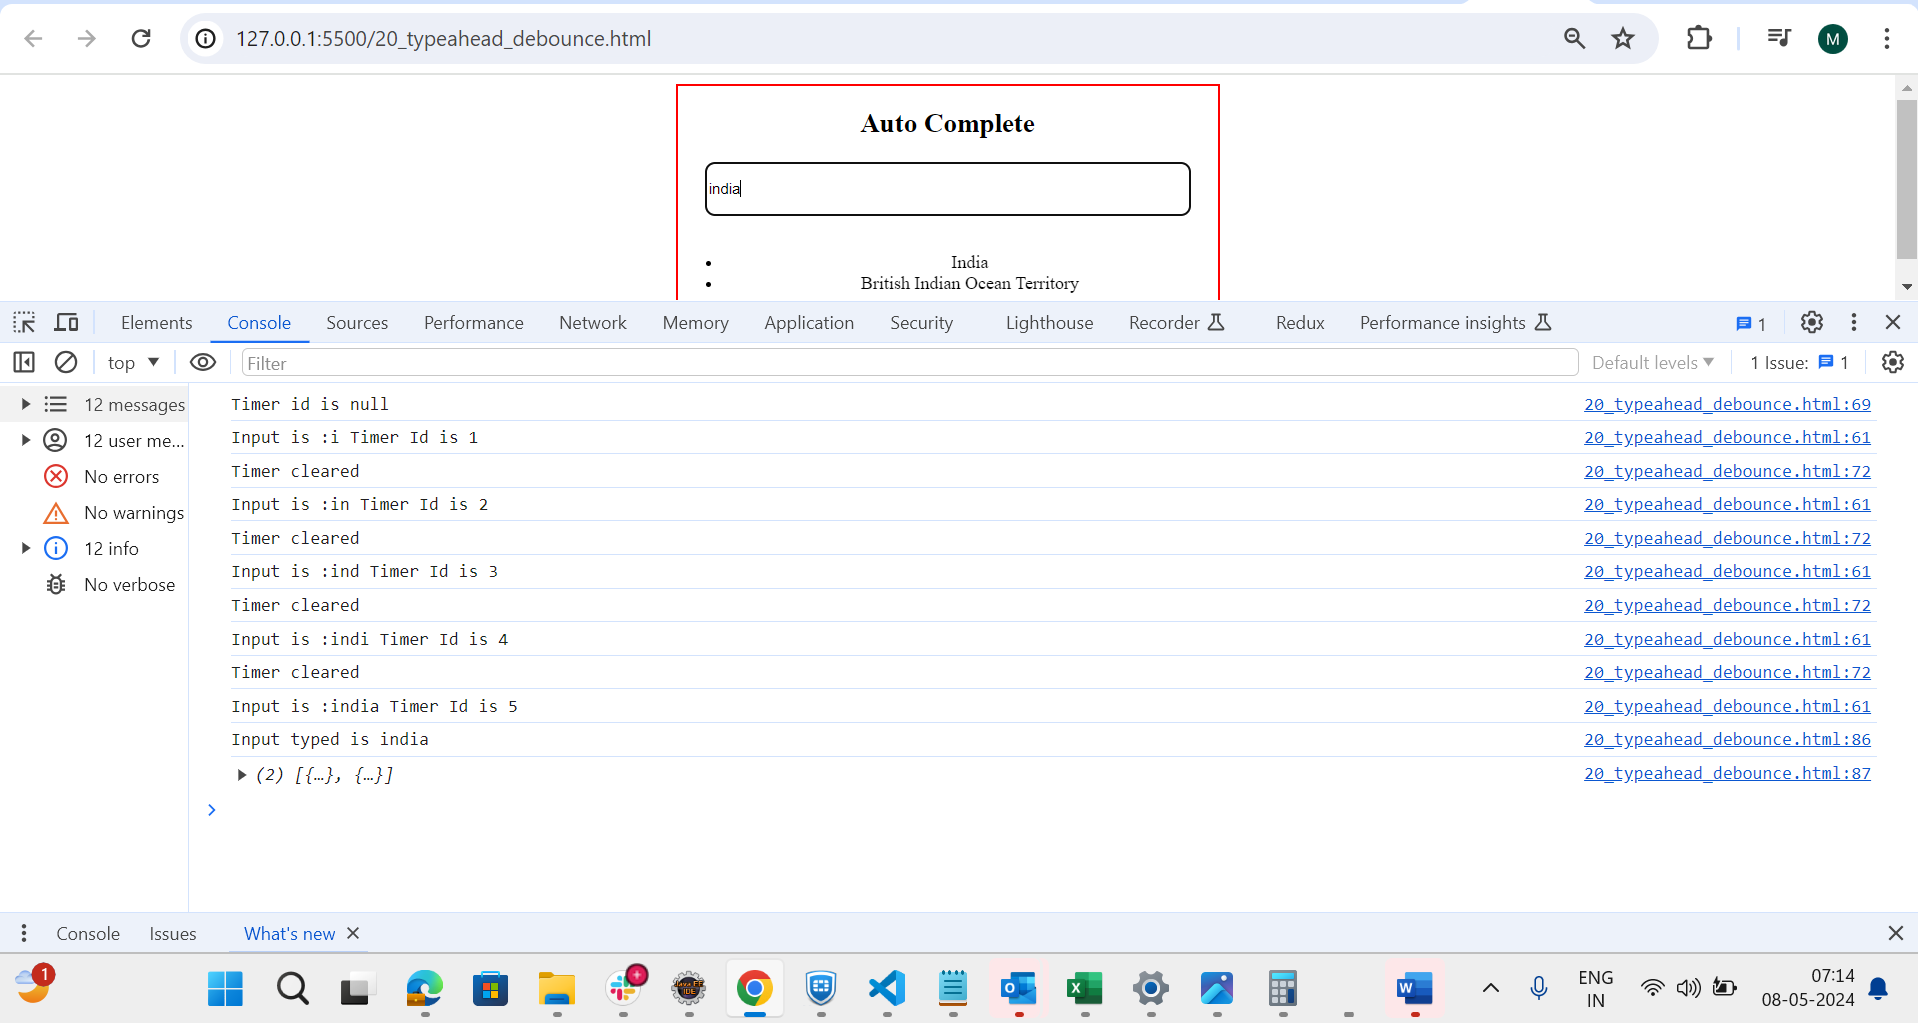 127.0.0.1:5500/20_typeahead_debounce.html
M
Auto Complete
india
India
British Indian Ocean Territory
Elements Console Sources Performance Network Memory Application Security Lighthouse Recorder Redux Performance insights 1
top Filter Default levels 1 Issue: 1
12 messages
12 user me...
No errors
No warnings
12 info
No verbose
Timer id is null 20_typeahead_debounce.html:69
Input is :i Timer Id is 1 20_typeahead_debounce.html:61
Timer cleared 20_typeahead_debounce.html:72
Input is :in Timer Id is 2 20_typeahead_debounce.html:61
Timer cleared 20_typeahead_debounce.html:72
Input is :ind Timer Id is 3 20_typeahead_debounce.html:61
Timer cleared 20_typeahead_debounce.html:72
Input is :indi Timer Id is 4 20_typeahead_debounce.html:61
Timer cleared 20_typeahead_debounce.html:72
Input is :india Timer Id is 5 20_typeahead_debounce.html:61
Input typed is india 20_typeahead_debounce.html:86
(2) [{…}, {…}] 20_typeahead_debounce.html:87
Console Issues What's new
1
ENG
IN
07:14
08-05-2024